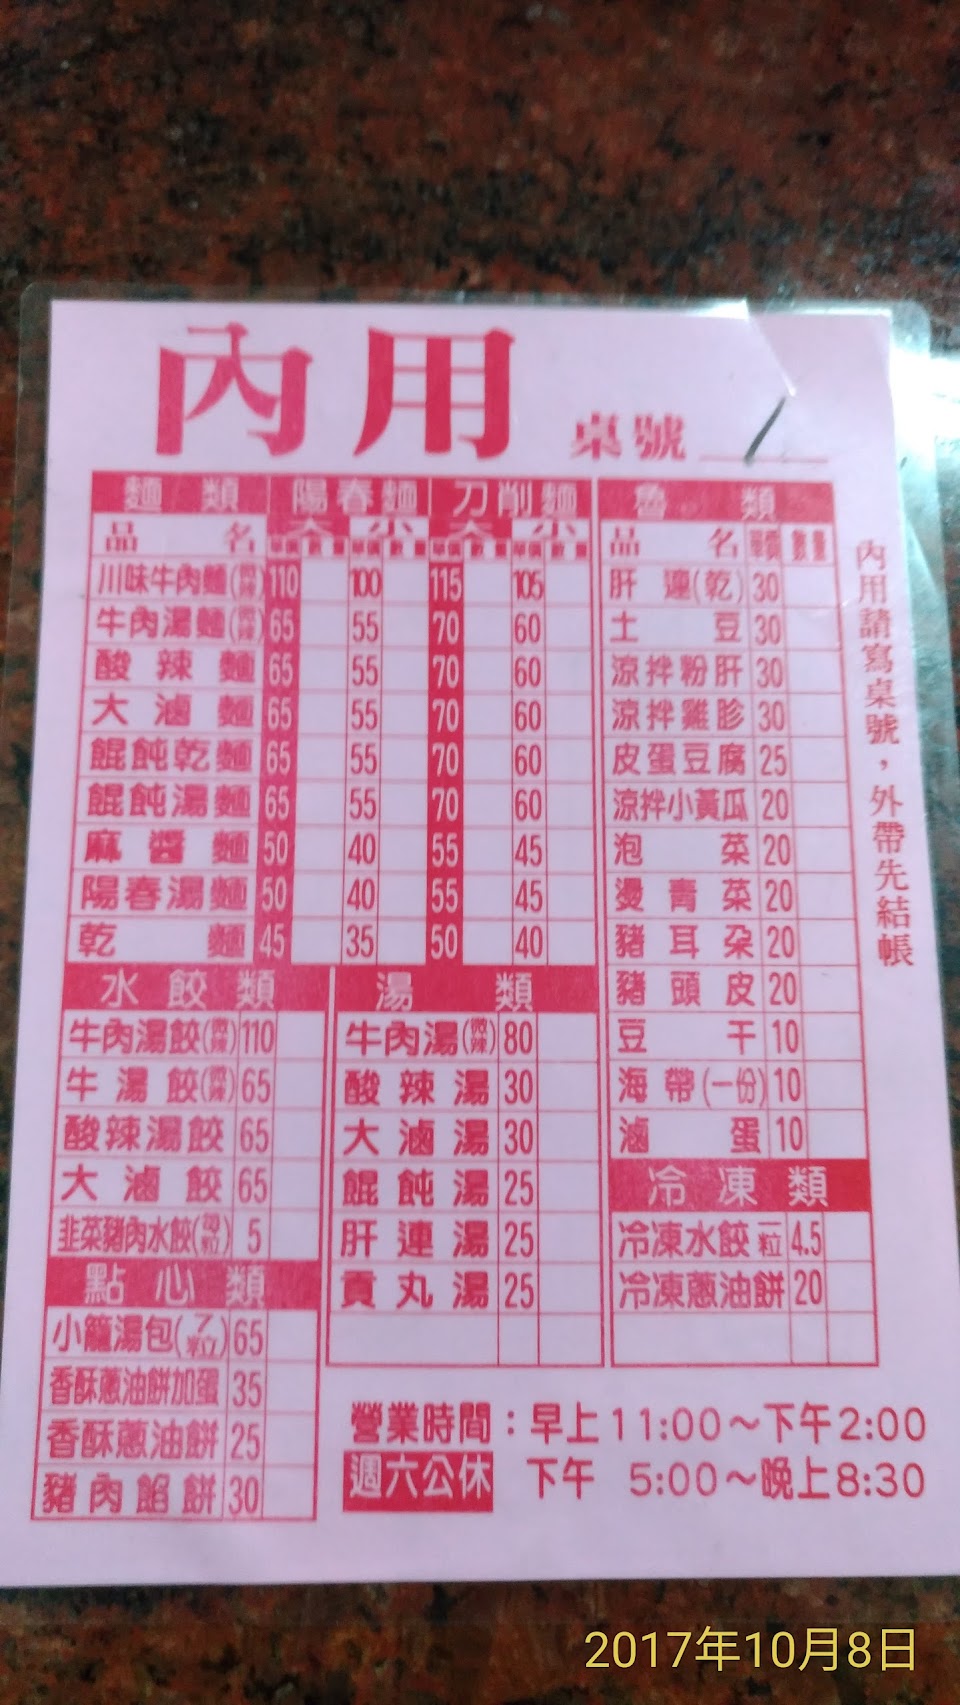 內用
桌號 1
麵類 陽春麵 刀削麵
品名 大 小 大 小
單價 數量 單價 數量 單價 數量 單價 數量
川味牛肉麵(微辣) 110 100 115 105
牛肉湯麵(微辣) 65 55 70 60
酸辣麵 65 55 70 60
大滷麵 65 55 70 60
餛飩乾麵 65 55 70 60
餛飩湯麵 65 55 70 60
麻醬麵 50 40 55 45
陽春湯麵 50 40 55 45
乾麵 45 35 50 40
魯類
品名 單價 數量
肝連(乾) 30
土豆 30
涼拌粉肝 30
涼拌雞胗 30
皮蛋豆腐 25
涼拌小黃瓜 20
泡菜 20
燙青菜 20
豬耳朶 20
豬頭皮 20
豆干 10
海帶(一份) 10
滷蛋 10
冷凍類
冷凍水餃一粒 4.5
冷凍蔥油餅 20
水餃類
牛肉湯餃(微辣) 110
牛湯餃(微辣) 65
酸辣湯餃 65
大滷餃 65
韭菜豬肉水餃(每粒) 5
湯類
牛肉湯(微辣) 80
酸辣湯 30
大滷湯 30
餛飩湯 25
肝連湯 25
貢丸湯 25
點心類
小籠湯包(7粒) 65
香酥蔥油餅加蛋 35
香酥蔥油餅 25
豬肉餡餅 30
內用請寫桌號，外帶先結帳
營業時間：早上11:00～下午2:00
週六公休 下午 5:00～晚上8:30
2017年10月8日